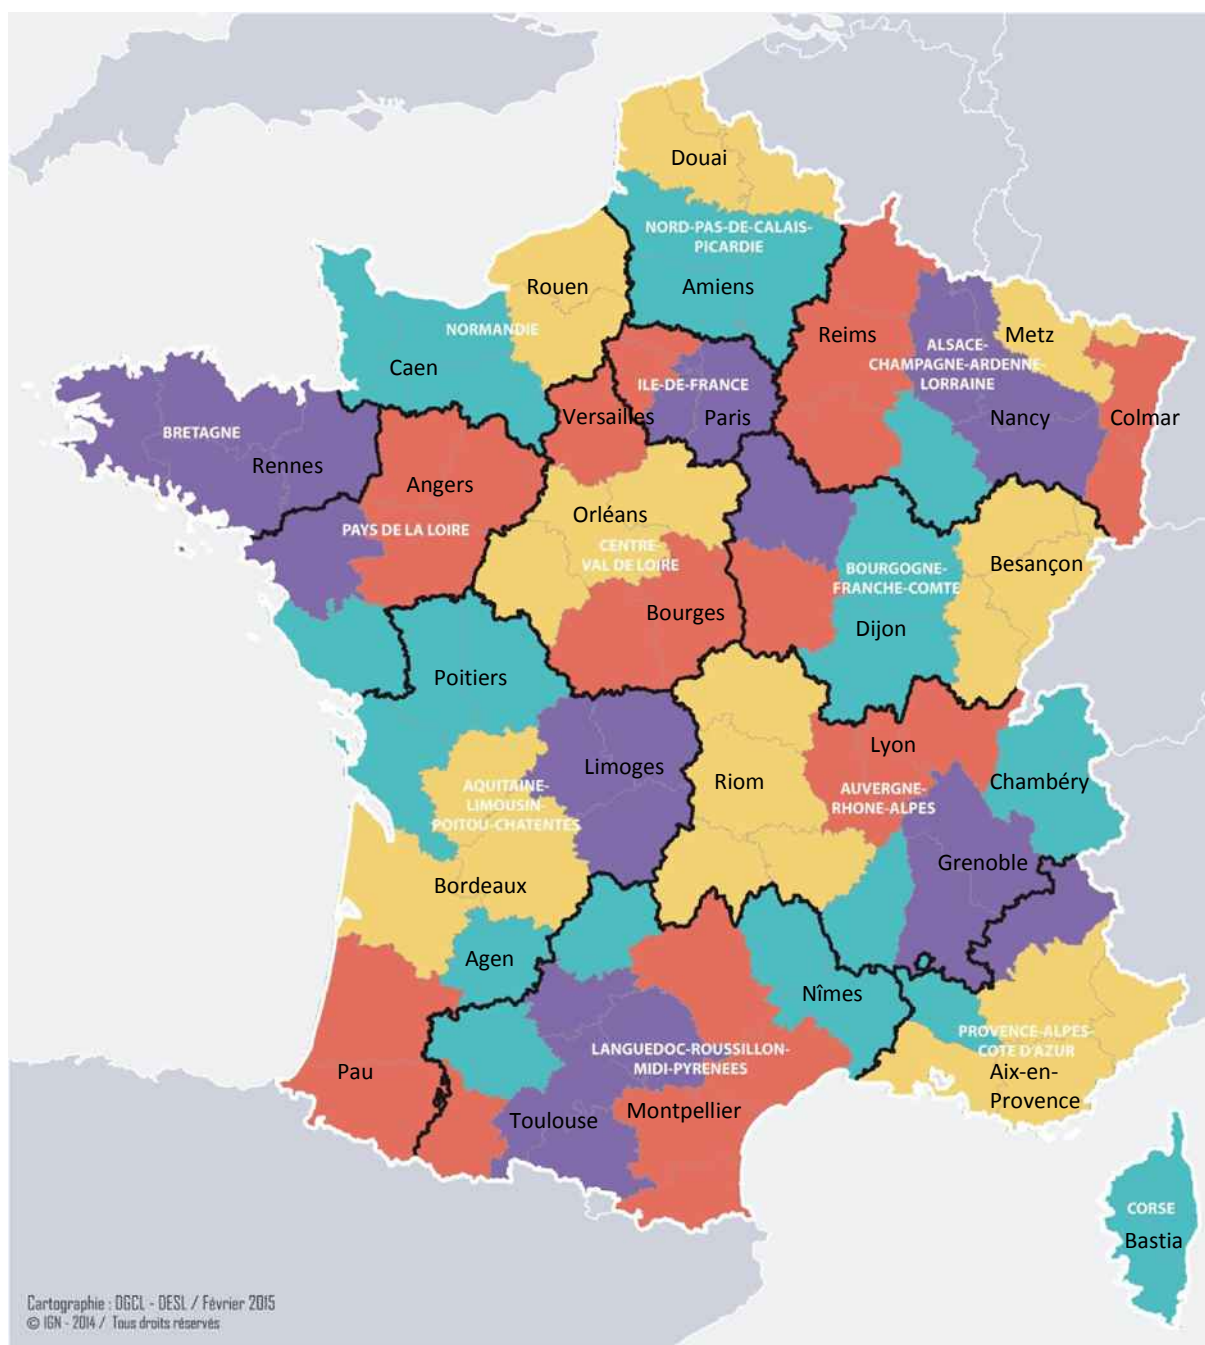 Douai
NORD-PAS-DE-CALAIS-
PICARDIE
Amiens
Rouen
NORMANDIE
Caen
Reims
Metz
ALSACE-
CHAMPAGNE-ARDENNE-
LORRAINE
Nancy
Colmar
ILE-DE-FRANCE
Versailles
Paris
BRETAGNE
Rennes
Angers
PAYS DE LA LOIRE
Orléans
CENTRE-
VAL DE LOIRE
Bourges
BOURGOGNE-
FRANCHE-COMTE
Besançon
Dijon
Poitiers
Limoges
AQUITAINE-
LIMOUSIN-
POITOU-CHATENTES
Bordeaux
Riom
Lyon
AUVERGNE-
RHONE-ALPES
Chambéry
Grenoble
Agen
Nîmes
Pau
LANGUEDOC-ROUSSILLON-
MIDI-PYRENEES
Toulouse
Montpellier
PROVENCE-ALPES-
COTE D'AZUR
Aix-en-
Provence
CORSE
Bastia
Cartographie : DGCL - DESL / Février 2015
© IGN - 2014 / Tous droits réservés